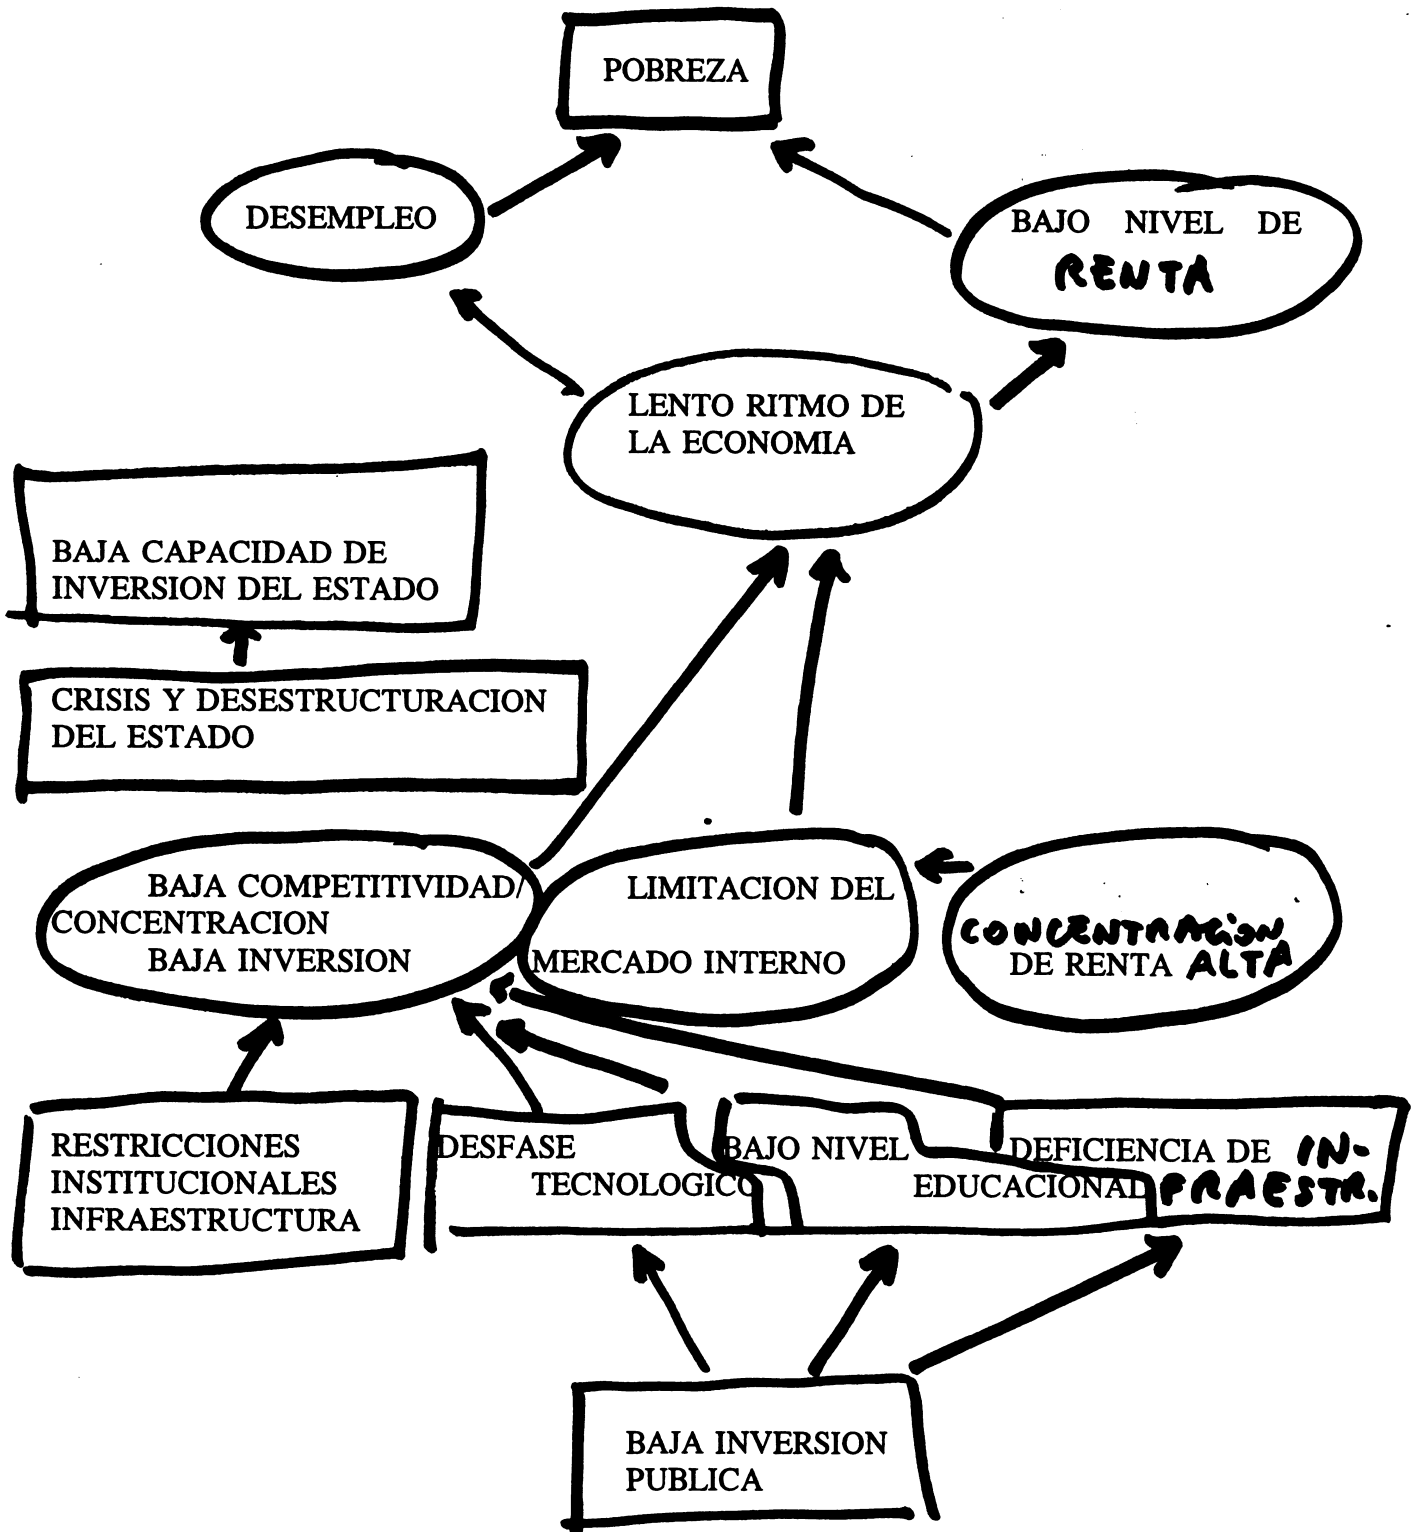 POBREZA
DESEMPLEO
BAJO NIVEL DE
RENTA
LENTO RITMO DE
LA ECONOMIA
BAJA CAPACIDAD DE
INVERSION DEL ESTADO
CRISIS Y DESESTRUCTURACION
DEL ESTADO
BAJA COMPETITIVIDAD/
CONCENTRACION
BAJA INVERSION
LIMITACION DEL
MERCADO INTERNO
CONCENTRACIÓN
DE RENTA ALTA
RESTRICCIONES
INSTITUCIONALES
INFRAESTRUCTURA
DESFASE
TECNOLOGICO
BAJO NIVEL
EDUCACIONAL
DEFICIENCIA DE IN-
FRAESTR.
BAJA INVERSION
PUBLICA